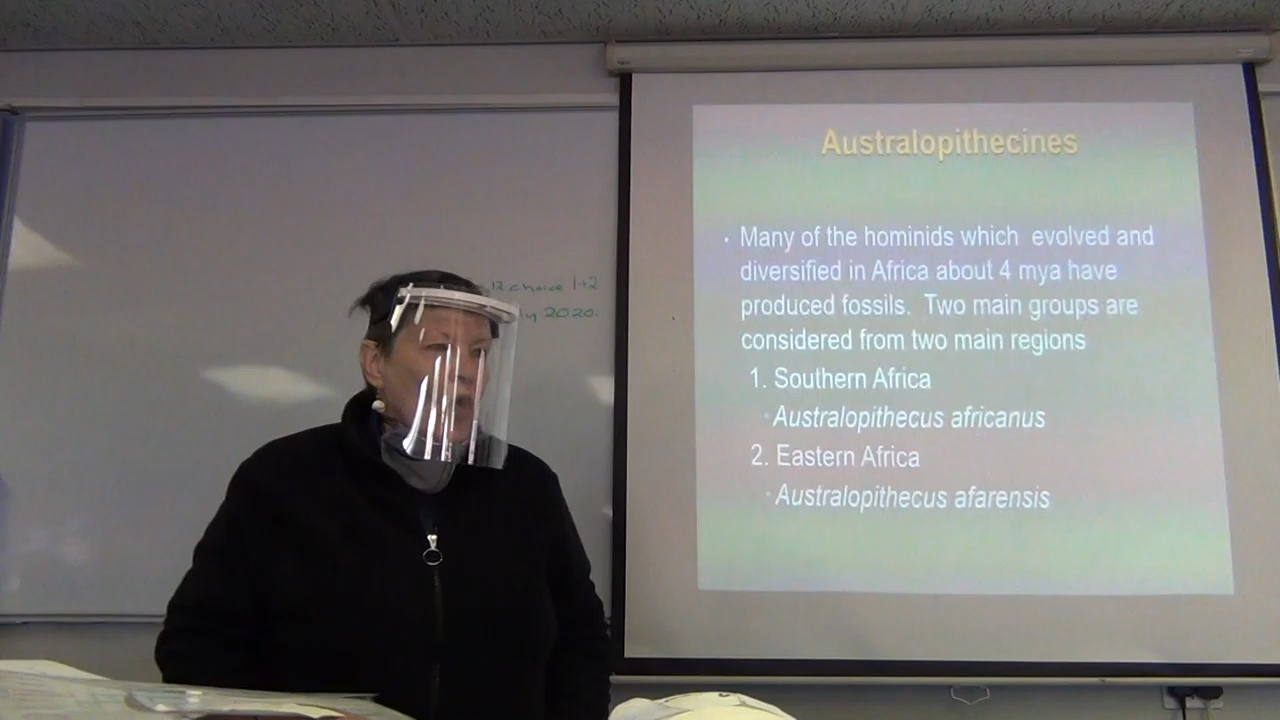 12 choice 1+2
ly 2020.
Australopithecines
· Many of the hominids which evolved and
diversified in Africa about 4 mya have
produced fossils. Two main groups are
considered from two main regions
1. Southern Africa
· Australopithecus africanus
2. Eastern Africa
· Australopithecus afarensis